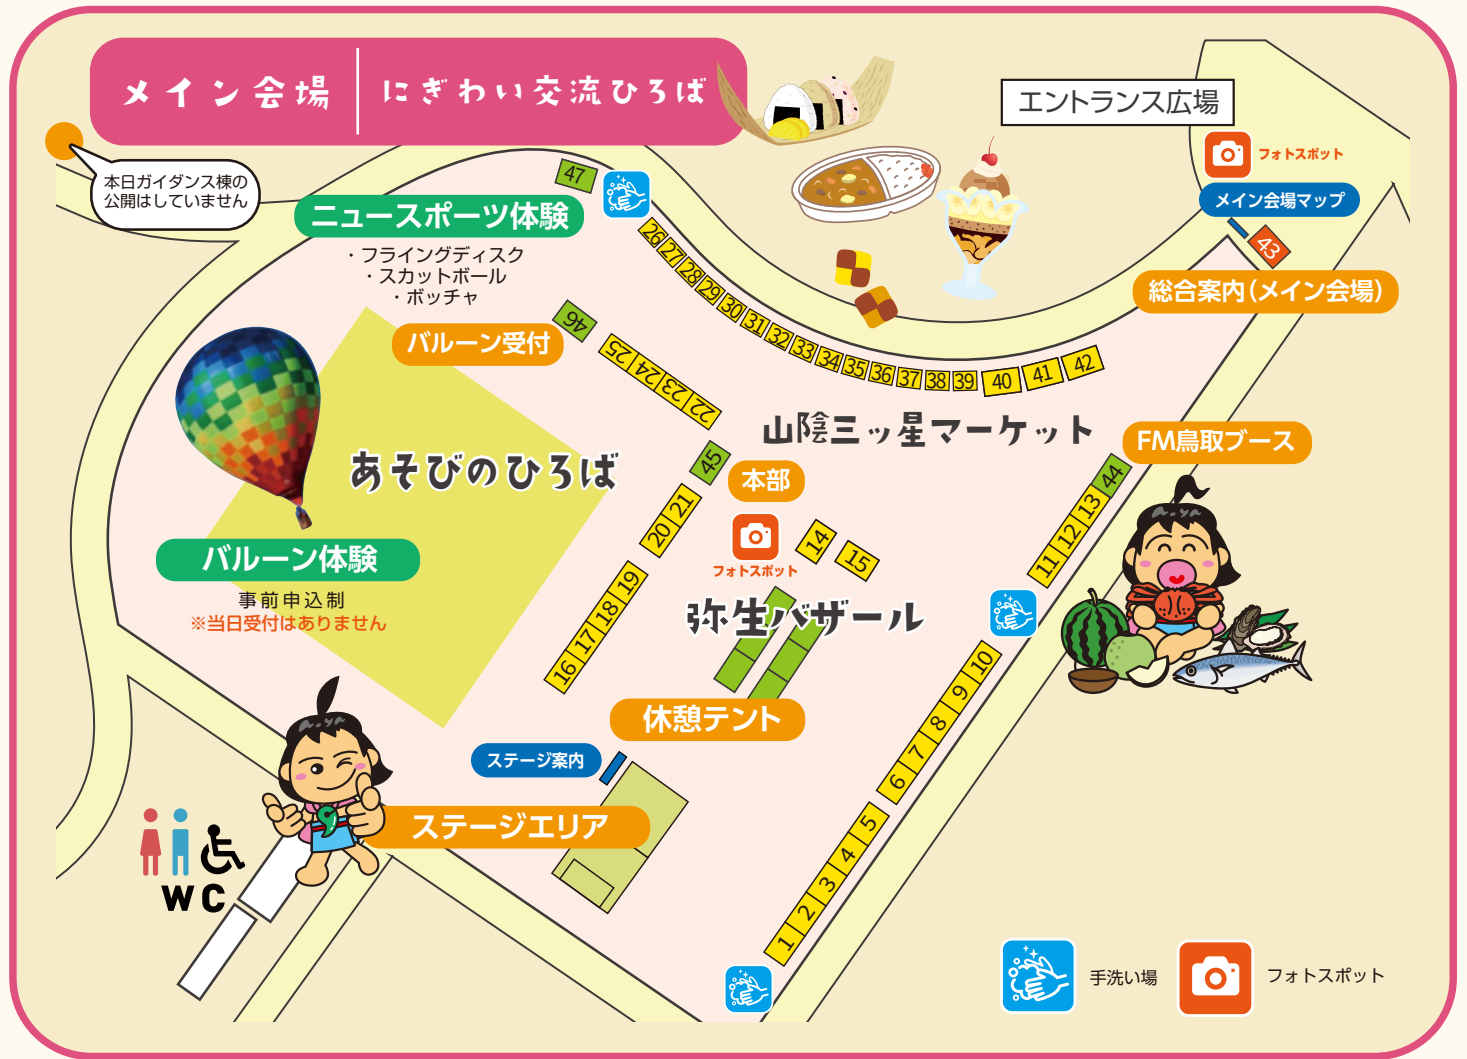 メイン会場
にぎわい交流ひろば
エントランス広場
フォトスポット
メイン会場マップ
43
総合案内（メイン会場）
本日ガイダンス棟の
公開はしていません
47
ニュースポーツ体験
・フライングディスク
・スカットボール
・ボッチャ
26
27
28
29
30
31
32
33
34
35
36
37
38
39
40
41
42
46
バルーン受付
25
24
23
22
山陰三ッ星マーケット
FM鳥取ブース
あそびのひろば
45
本部
44
13
12
11
21
20
フォトスポット
14
15
バルーン体験
事前申込制
※当日受付はありません
19
18
17
16
弥生バザール
a-ya
10
9
8
7
6
休憩テント
a-ya
ステージ案内
ステージエリア
5
4
3
2
1
WC
手洗い場
フォトスポット